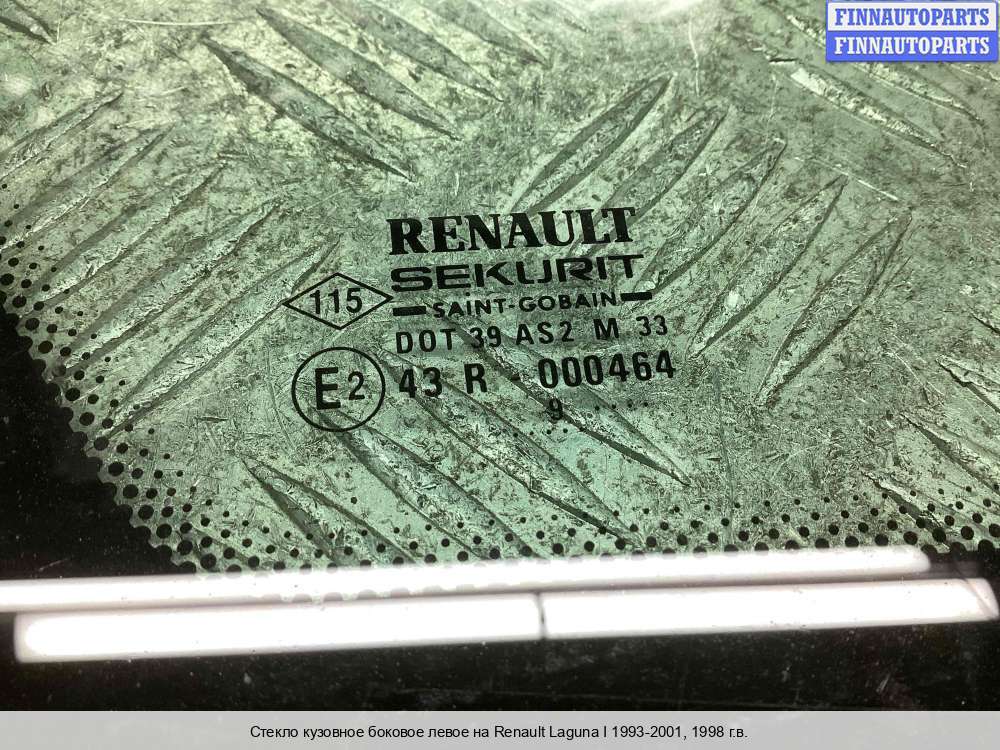 FINNAUTOPARTS
FINNAUTOPARTS
RENAULT
SEKURIT
115
SAINT-GOBAIN
DOT 39 AS2 M 33
E2 43 R 000464
9
Стекло кузовное боковое левое на Renault Laguna I 1993-2001, 1998 г.в.